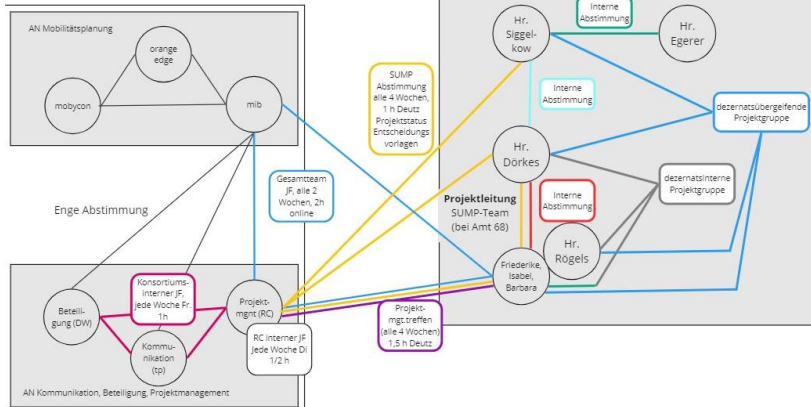 AN Mobilitätsplanung
orange
edge
mobycon
mib
Enge Abstimmung
Gesamtteam
JF, alle 2
Wochen, 2h
online
SUMP
Abstimmung
alle 4 Wochen,
1 h Deutz
Projektstatus
Entscheidungs
vorlagen
Interne
Abstimmung
Hr.
Siggel-
kow
Hr.
Egerer
Interne
Abstimmung
dezernatsübergeifende
Projektgruppe
Hr.
Dörkes
dezernatsinterne
Projektgruppe
Projektleitung
SUMP-Team
(bei Amt 68)
Interne
Abstimmung
Hr.
Rögels
Friederike,
Isabel,
Barbara
Konsortiums-
interner JF,
jede Woche Fr.
1h
Beteili-
gung (DW)
Projekt-
mgnt (RC)
Kommu-
nikation
(tp)
RC interner JF
Jede Woche Di
1/2 h
Projekt-
mgt.treffen
(alle 4 Wochen)
1,5 h Deutz
AN Kommunikation, Beteiligung, Projektmanagement